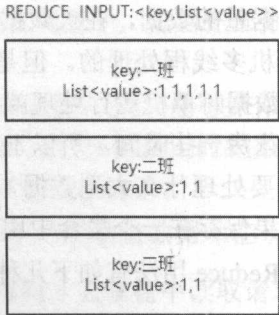 REDUCE INPUT:<key,List<value>>
key:一班
List<value>:1,1,1,1,1
key:二班
List<value>:1,1
key:三班
List<value>:1,1